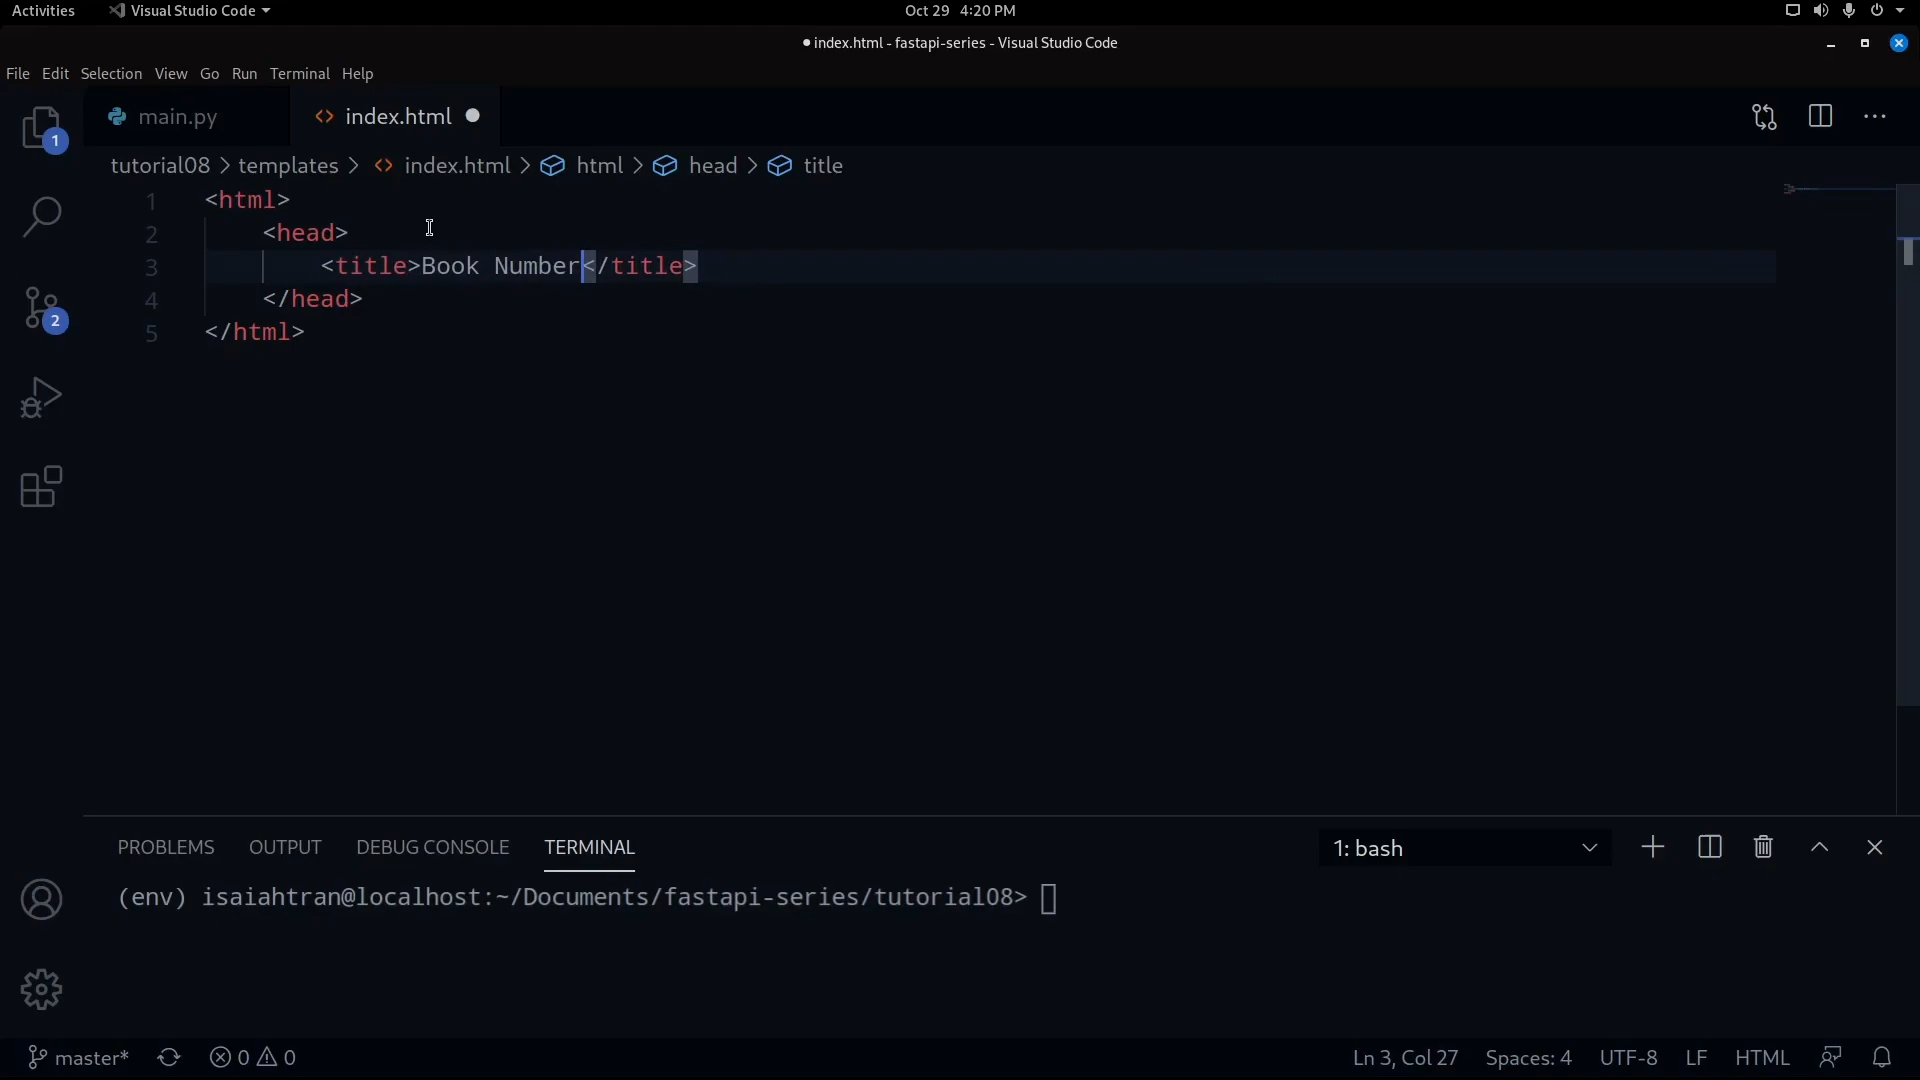 Activities Visual Studio Code Oct 29 4:20 PM
index.html - fastapi-series - Visual Studio Code
File Edit Selection View Go Run Terminal Help
main.py index.html
1
tutorial08 > templates > index.html > html > head > title
1 <html>
2 <head>
3 <title>Book Number</title>
4 </head>
5 </html>
2
PROBLEMS OUTPUT DEBUG CONSOLE TERMINAL 1: bash
(env) isaiahtran@localhost:~/Documents/fastapi-series/tutorial08>
master* 0 0 Ln 3, Col 27 Spaces: 4 UTF-8 LF HTML